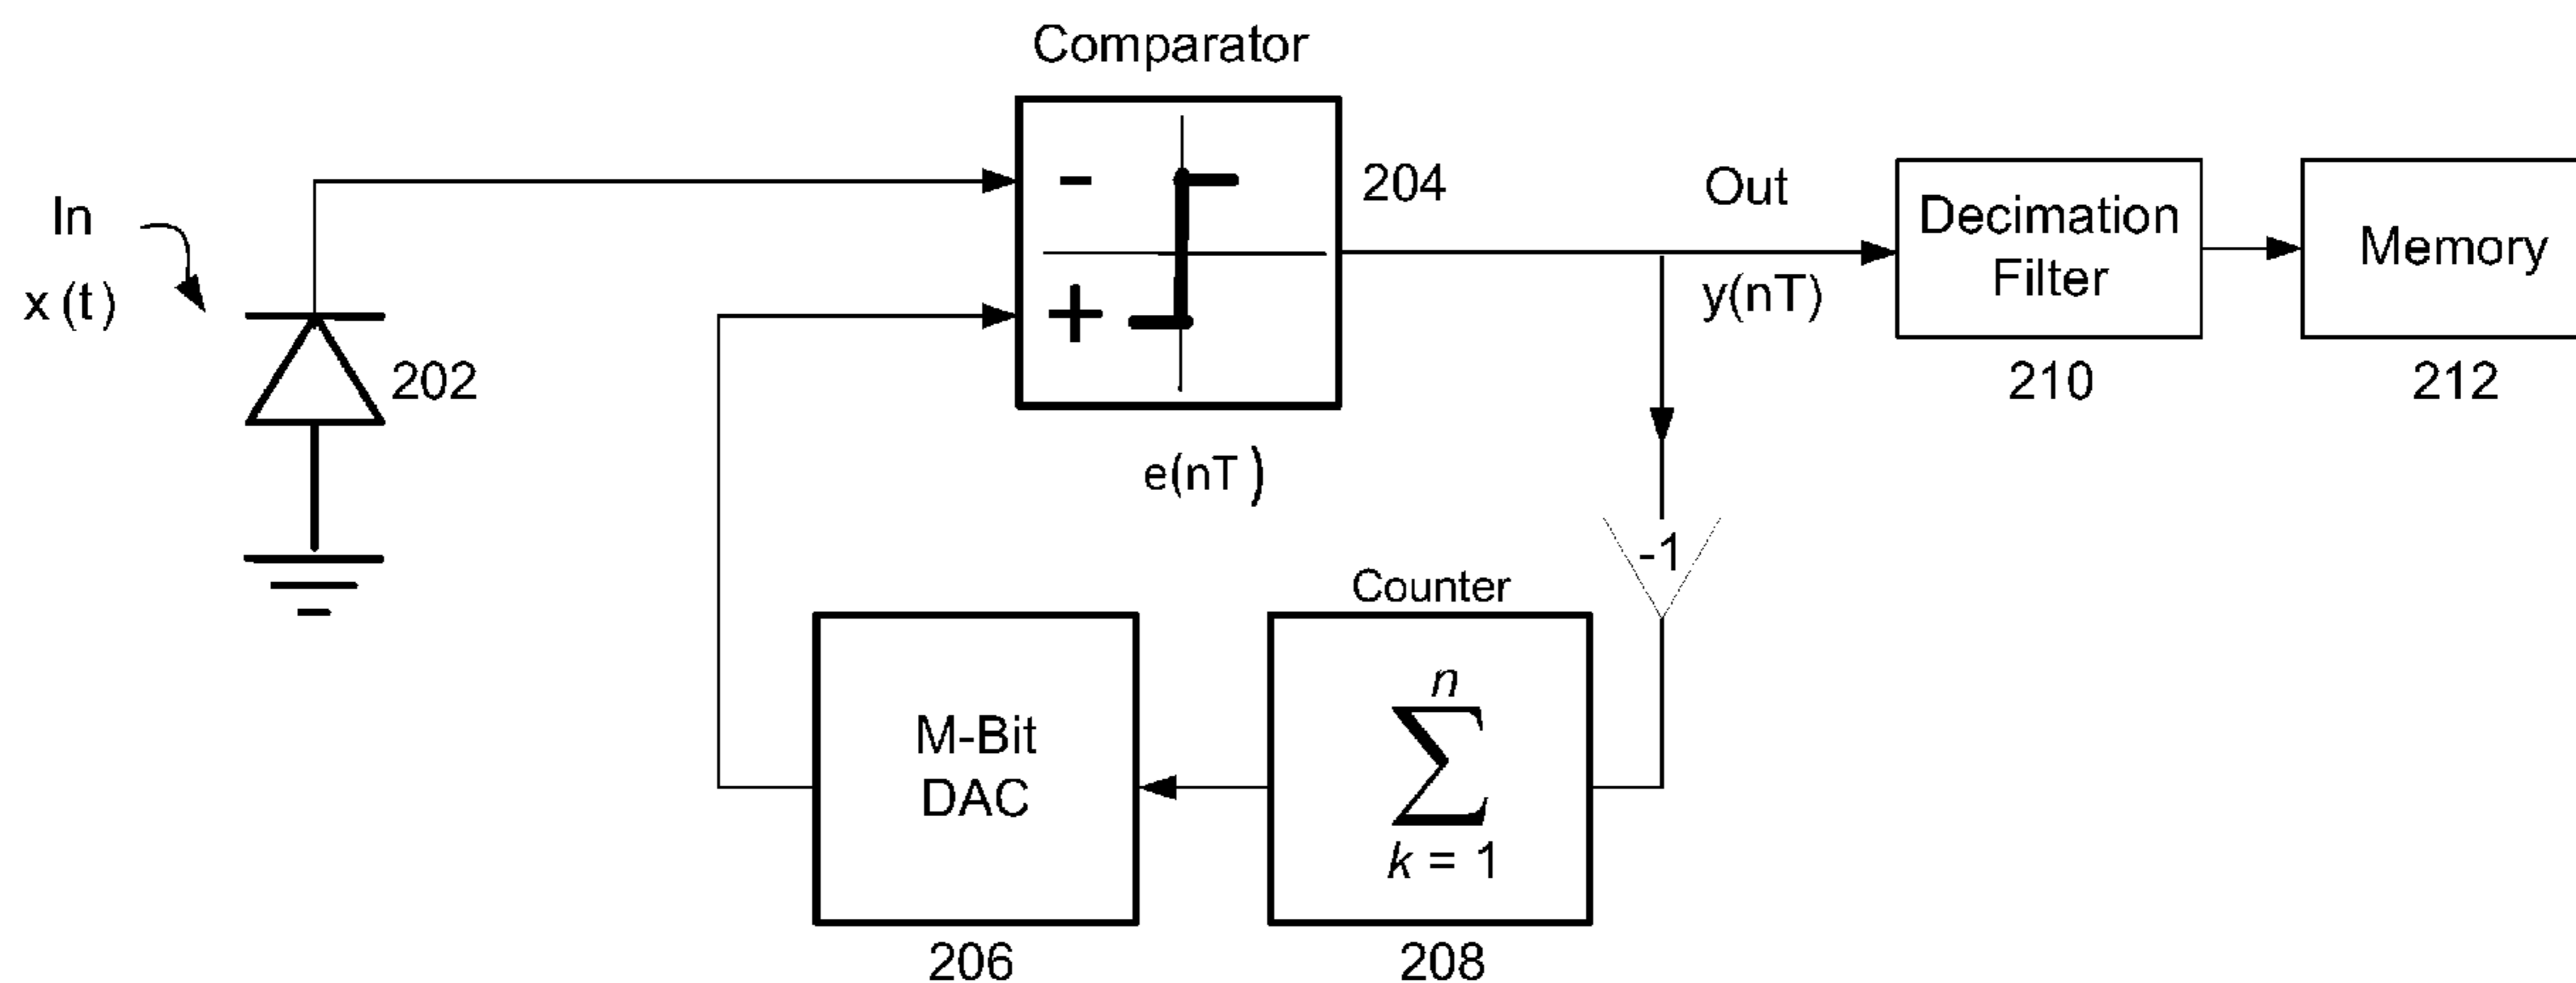 Comparator
In
x (t)
202
-
+
204
e(nT)
Out
y(nT)
Decimation
Filter
210
Memory
212
-1
Counter
n
∑
k = 1
208
M-Bit
DAC
206